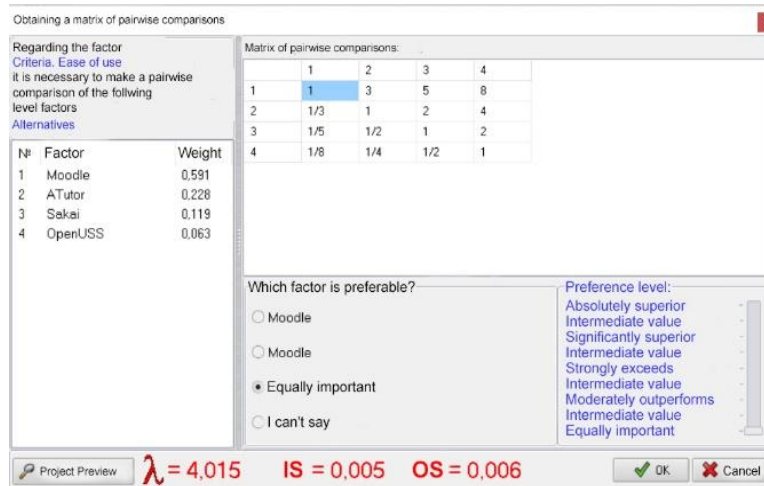 Obtaining a matrix of pairwise comparisons
Regarding the factor
Criteria. Ease of use
it is necessary to make a pairwise
comparison of the follwing
level factors
Alternatives
№ Factor Weight
1 Moodle 0,591
2 ATutor 0,228
3 Sakai 0,119
4 OpenUSS 0,063
Matrix of pairwise comparisons:
1 2 3 4
1 1 3 5 8
2 1/3 1 2 4
3 1/5 1/2 1 2
4 1/8 1/4 1/2 1
Which factor is preferable?
Moodle
Moodle
Equally important
I can't say
Preference level:
Absolutely superior
Intermediate value
Significantly superior
Intermediate value
Strongly exceeds
Intermediate value
Moderately outperforms
Intermediate value
Equally important
Project Preview λ = 4,015 IS = 0,005 OS = 0,006 OK Cancel